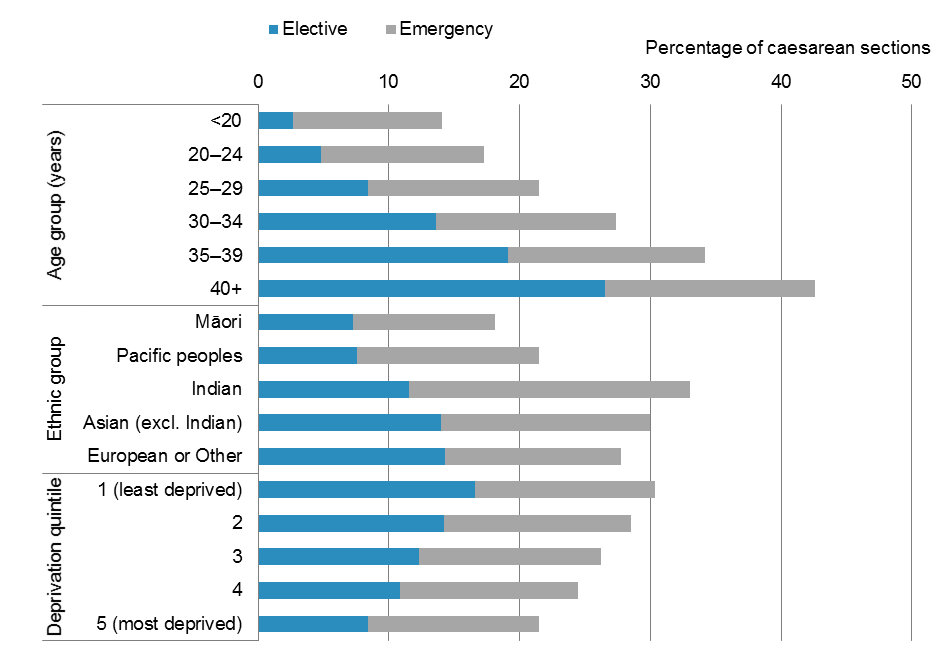 Elective Emergency
Percentage of caesarean sections
0 10 20 30 40 50
Age group (years)
<20
20–24
25–29
30–34
35–39
40+
Ethnic group
Māori
Pacific peoples
Indian
Asian (excl. Indian)
European or Other
Deprivation quintile
1 (least deprived)
2
3
4
5 (most deprived)